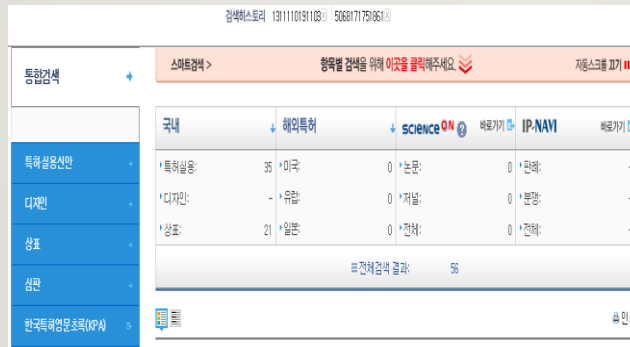 검색히스토리 1311110191103 5068171751861
통합검색
스마트검색 > 항목별 검색을 위해 이곳을 클릭해주세요. 자동스크롤 끄기
국내 해외특허 SCIENCE ON 바로가기 IP-NAVI 바로가기
특허실용신안
특허실용: 35 미국: 0 논문: 0 판례: -
디자인
디자인: - 유럽: 0 저널: 0 분쟁: -
상표
상표: 21 일본: 0 전체: 0 전체: -
심판
전체검색 결과: 56
한국특허영문초록(KPA)